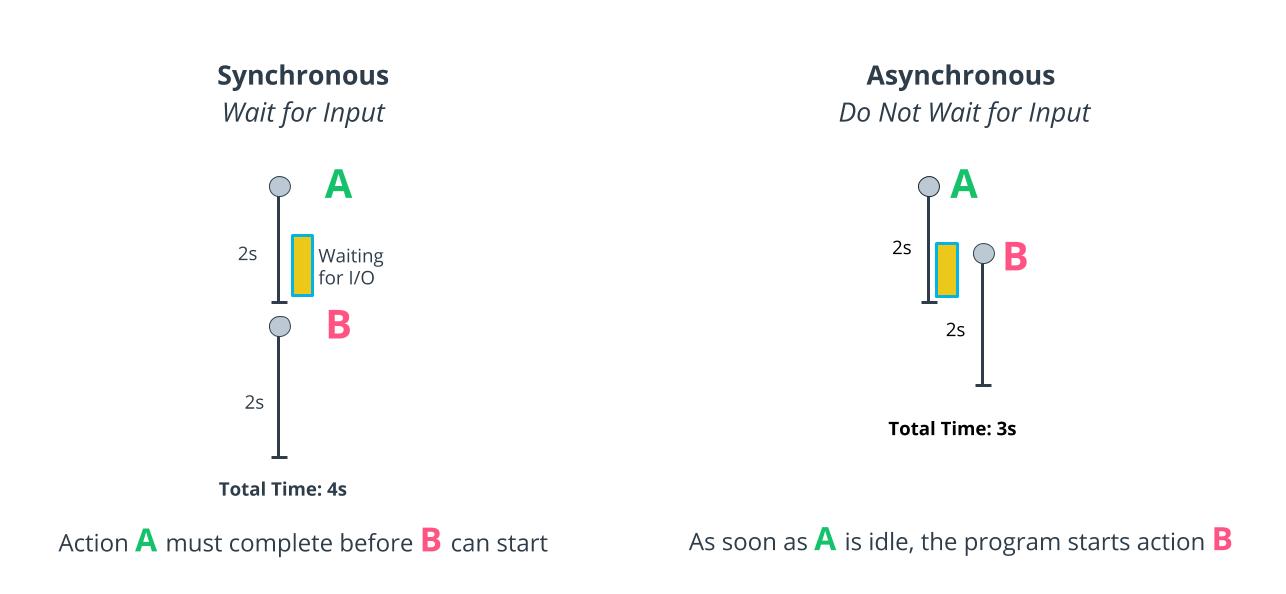 Synchronous
Wait for Input
A
2s
Waiting
for I/O
B
2s
Total Time: 4s
Action A must complete before B can start
Asynchronous
Do Not Wait for Input
A
2s
B
2s
Total Time: 3s
As soon as A is idle, the program starts action B